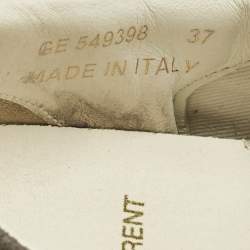 GE 549398 37
MADE IN ITALY
RENT